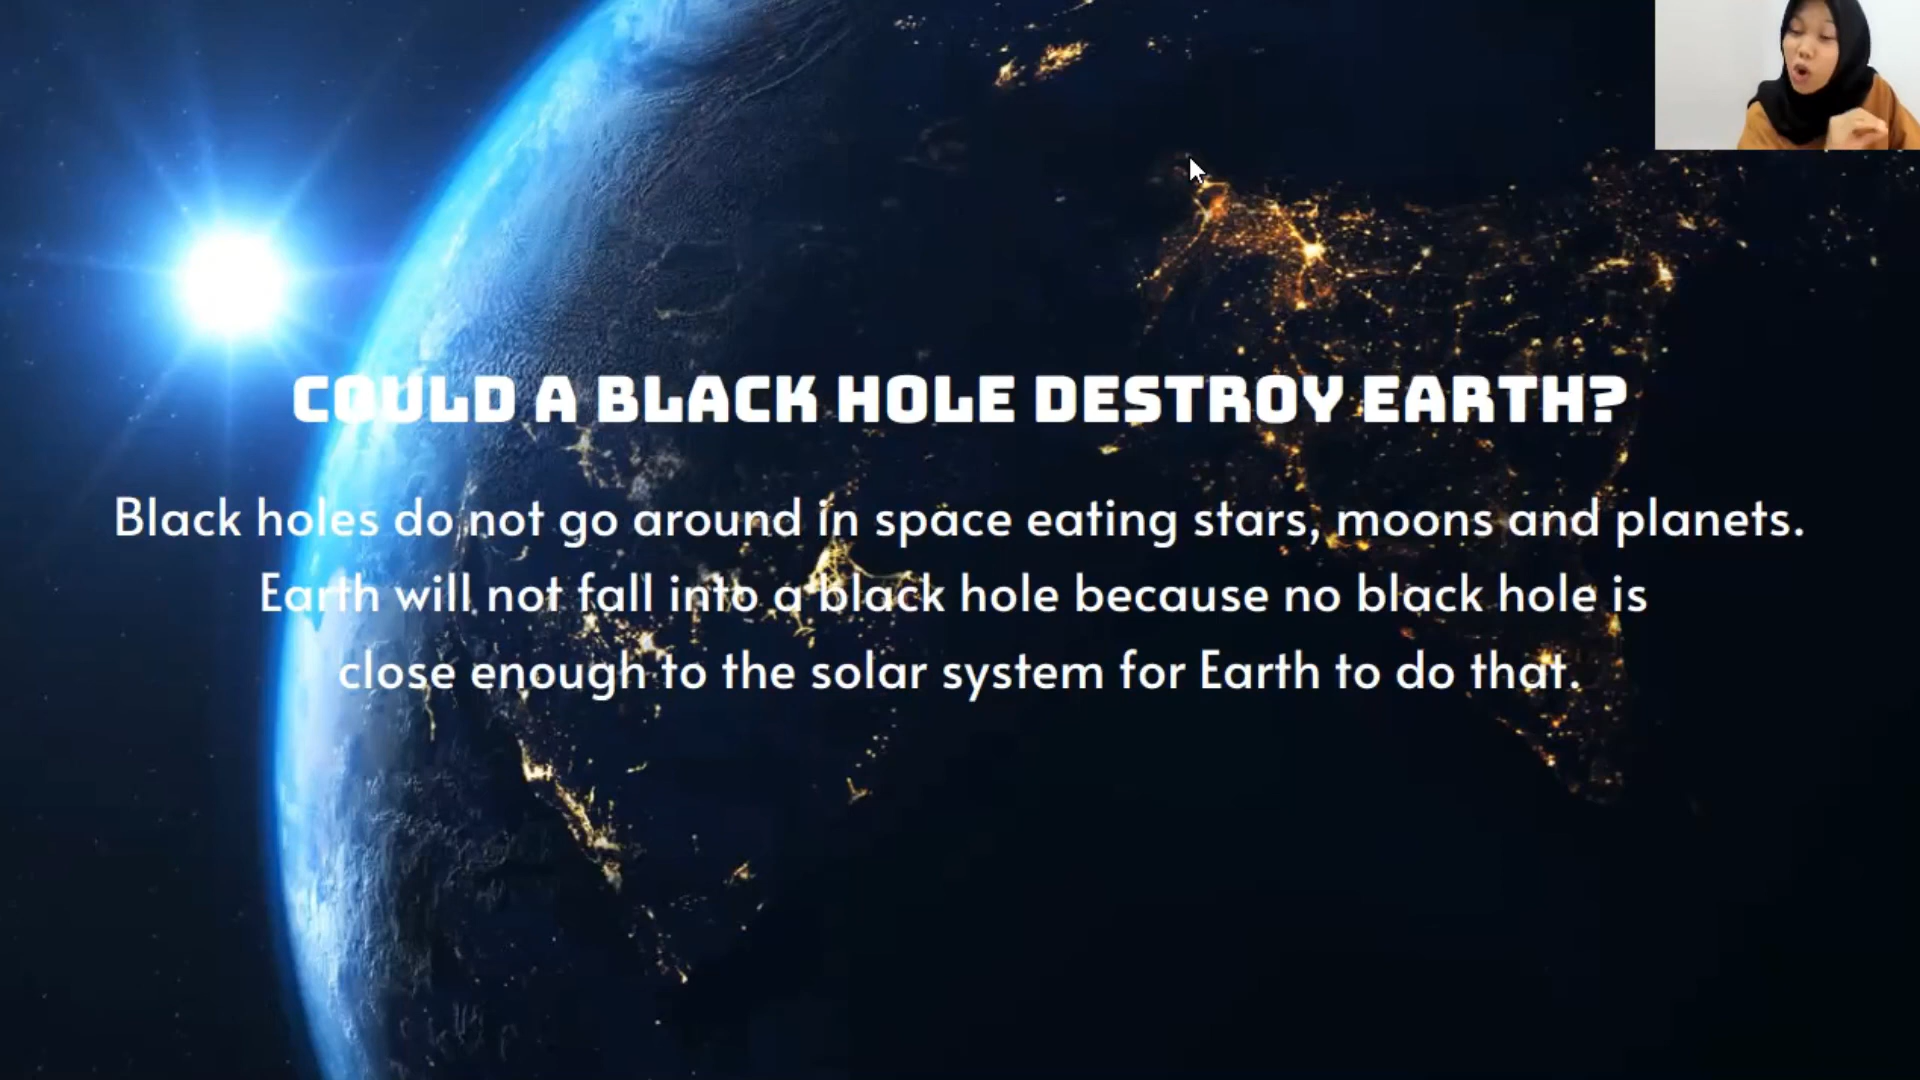 COULD A BLACK HOLE DESTROY EARTH?
Black holes do not go around in space eating stars, moons and planets.
Earth will not fall into a black hole because no black hole is
close enough to the solar system for Earth to do that.